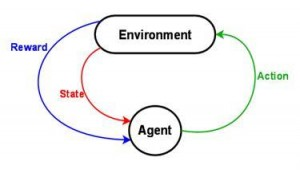 Environment
Reward
Action
State
Agent